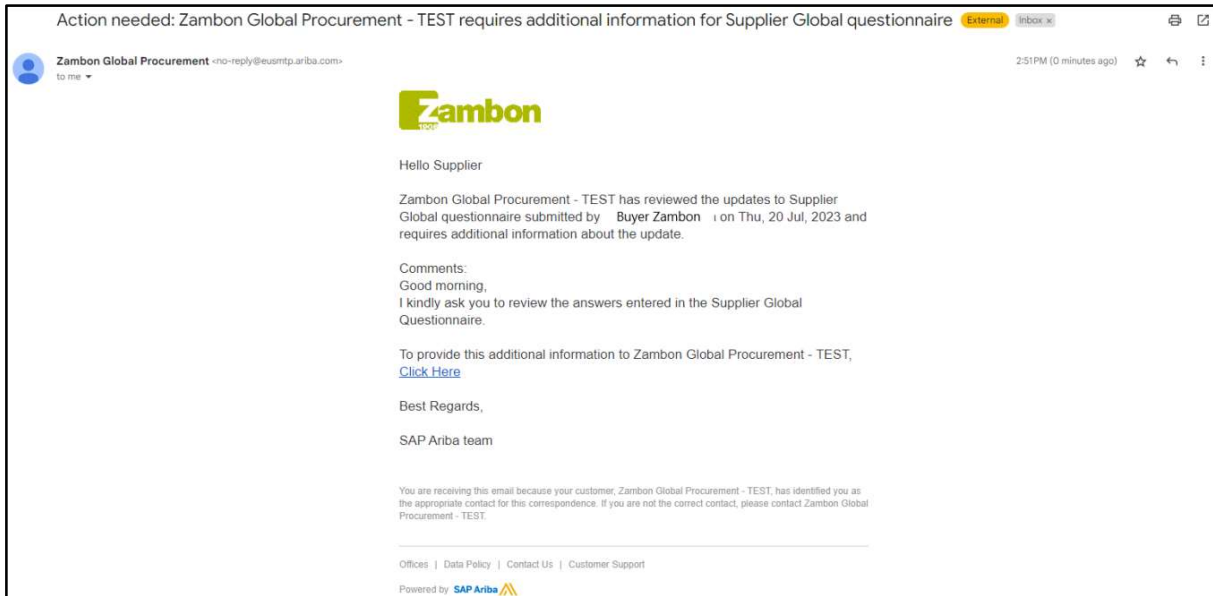 Action needed: Zambon Global Procurement - TEST requires additional information for Supplier Global questionnaire External Inbox x
Zambon Global Procurement <no-reply@eusmtp.ariba.com> 2:51 PM (0 minutes ago)
to me
Zambon
1906
Hello Supplier
Zambon Global Procurement - TEST has reviewed the updates to Supplier
Global questionnaire submitted by Buyer Zambon on Thu, 20 Jul, 2023 and
requires additional information about the update.
Comments:
Good morning,
I kindly ask you to review the answers entered in the Supplier Global
Questionnaire.
To provide this additional information to Zambon Global Procurement - TEST,
Click Here
Best Regards,
SAP Ariba team
You are receiving this email because your customer, Zambon Global Procurement - TEST, has identified you as
the appropriate contact for this correspondence. If you are not the correct contact, please contact Zambon Global
Procurement - TEST.
Offices | Data Policy | Contact Us | Customer Support
Powered by SAP Ariba